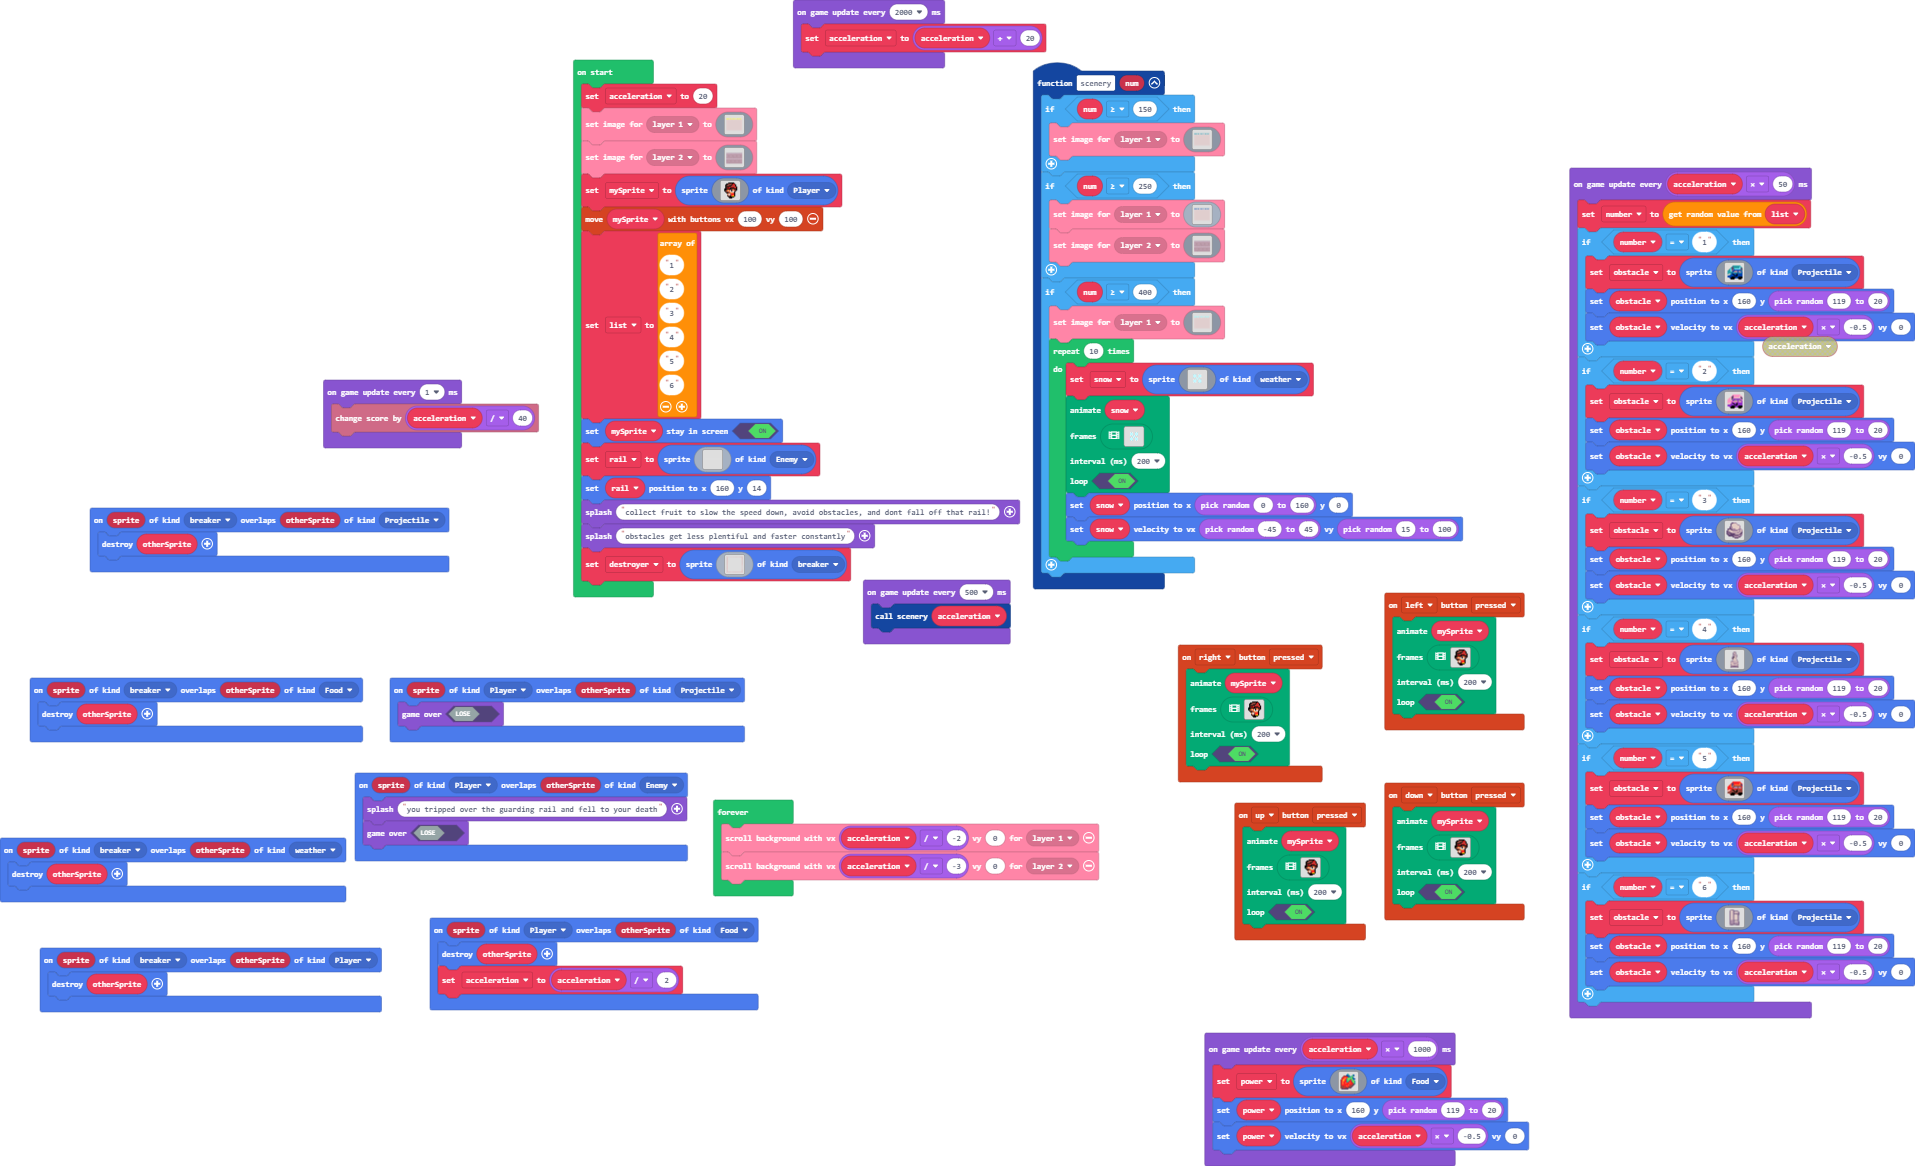 on game update every 2000 ms
set acceleration to acceleration + 20
on start
set acceleration to 20
set image for layer 1 to
set image for layer 2 to
set mySprite to sprite of kind Player
move mySprite with buttons vx 100 vy 100
set list to array of
"1"
"2"
"3"
"4"
"5"
"6"
set mySprite stay in screen ON
set rail to sprite of kind Enemy
set rail position to x 160 y 14
splash "collect fruit to slow the speed down, avoid obstacles, and dont fall off that rail!"
splash "obstacles get less plentiful and faster constantly"
set destroyer to sprite of kind breaker
function scenery num
if num ≥ 150 then
set image for layer 1 to
if num ≥ 250 then
set image for layer 1 to
set image for layer 2 to
if num ≥ 400 then
set image for layer 1 to
repeat 10 times
do
set snow to sprite of kind weather
animate snow
frames
interval (ms) 200
loop ON
set snow position to x pick random 0 to 160 y 0
set snow velocity to vx pick random -45 to 45 vy pick random 15 to 100
on game update every 1 ms
change score by acceleration / 40
on sprite of kind breaker overlaps otherSprite of kind Projectile
destroy otherSprite
on game update every 500 ms
call scenery acceleration
on sprite of kind breaker overlaps otherSprite of kind Food
destroy otherSprite
on sprite of kind Player overlaps otherSprite of kind Projectile
game over LOSE
on sprite of kind Player overlaps otherSprite of kind Enemy
splash "you tripped over the guarding rail and fell to your death"
game over LOSE
on sprite of kind breaker overlaps otherSprite of kind weather
destroy otherSprite
forever
scroll background with vx acceleration / -2 vy 0 for layer 1
scroll background with vx acceleration / -3 vy 0 for layer 2
on sprite of kind breaker overlaps otherSprite of kind Player
destroy otherSprite
on sprite of kind Player overlaps otherSprite of kind Food
destroy otherSprite
set acceleration to acceleration / 2
on right button pressed
animate mySprite
frames
interval (ms) 200
loop ON
on left button pressed
animate mySprite
frames
interval (ms) 200
loop ON
on up button pressed
animate mySprite
frames
interval (ms) 200
loop ON
on down button pressed
animate mySprite
frames
interval (ms) 200
loop ON
on game update every acceleration × 50 ms
set number to get random value from list
if number = "1" then
set obstacle to sprite of kind Projectile
set obstacle position to x 160 y pick random 119 to 20
set obstacle velocity to vx acceleration × -0.5 vy 0
acceleration
if number = "2" then
set obstacle to sprite of kind Projectile
set obstacle position to x 160 y pick random 119 to 20
set obstacle velocity to vx acceleration × -0.5 vy 0
if number = "3" then
set obstacle to sprite of kind Projectile
set obstacle position to x 160 y pick random 119 to 20
set obstacle velocity to vx acceleration × -0.5 vy 0
if number = "4" then
set obstacle to sprite of kind Projectile
set obstacle position to x 160 y pick random 119 to 20
set obstacle velocity to vx acceleration × -0.5 vy 0
if number = "5" then
set obstacle to sprite of kind Projectile
set obstacle position to x 160 y pick random 119 to 20
set obstacle velocity to vx acceleration × -0.5 vy 0
if number = "6" then
set obstacle to sprite of kind Projectile
set obstacle position to x 160 y pick random 119 to 20
set obstacle velocity to vx acceleration × -0.5 vy 0
on game update every acceleration × 1000 ms
set power to sprite of kind Food
set power position to x 160 y pick random 119 to 20
set power velocity to vx acceleration × -0.5 vy 0